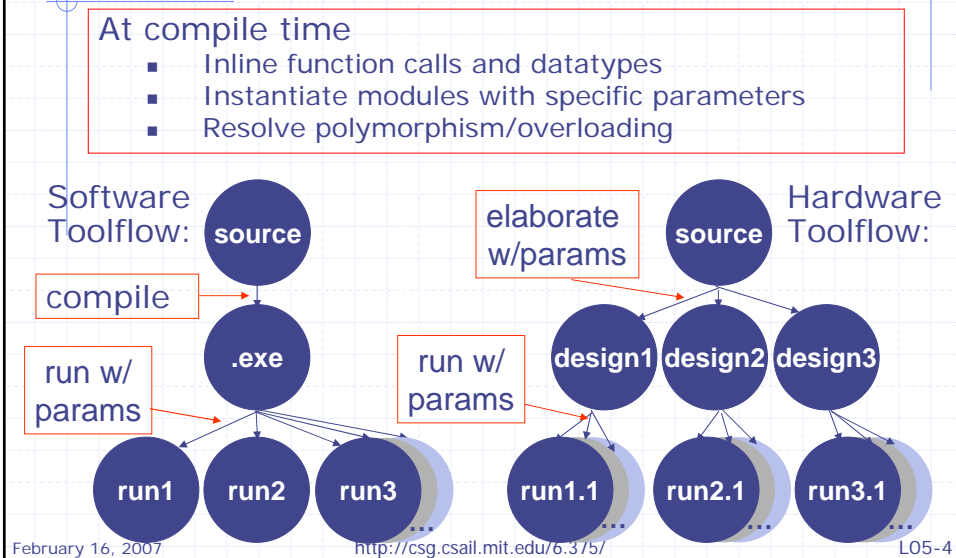 At compile time
▪ Inline function calls and datatypes
▪ Instantiate modules with specific parameters
▪ Resolve polymorphism/overloading
Software
Toolflow:
source
compile
.exe
run w/
params
run1
run2
run3
...
elaborate
w/params
source
Hardware
Toolflow:
design1
design2
design3
run w/
params
run1.1
...
run2.1
...
run3.1
...
February 16, 2007
http://csg.csail.mit.edu/6.375/
L05-4